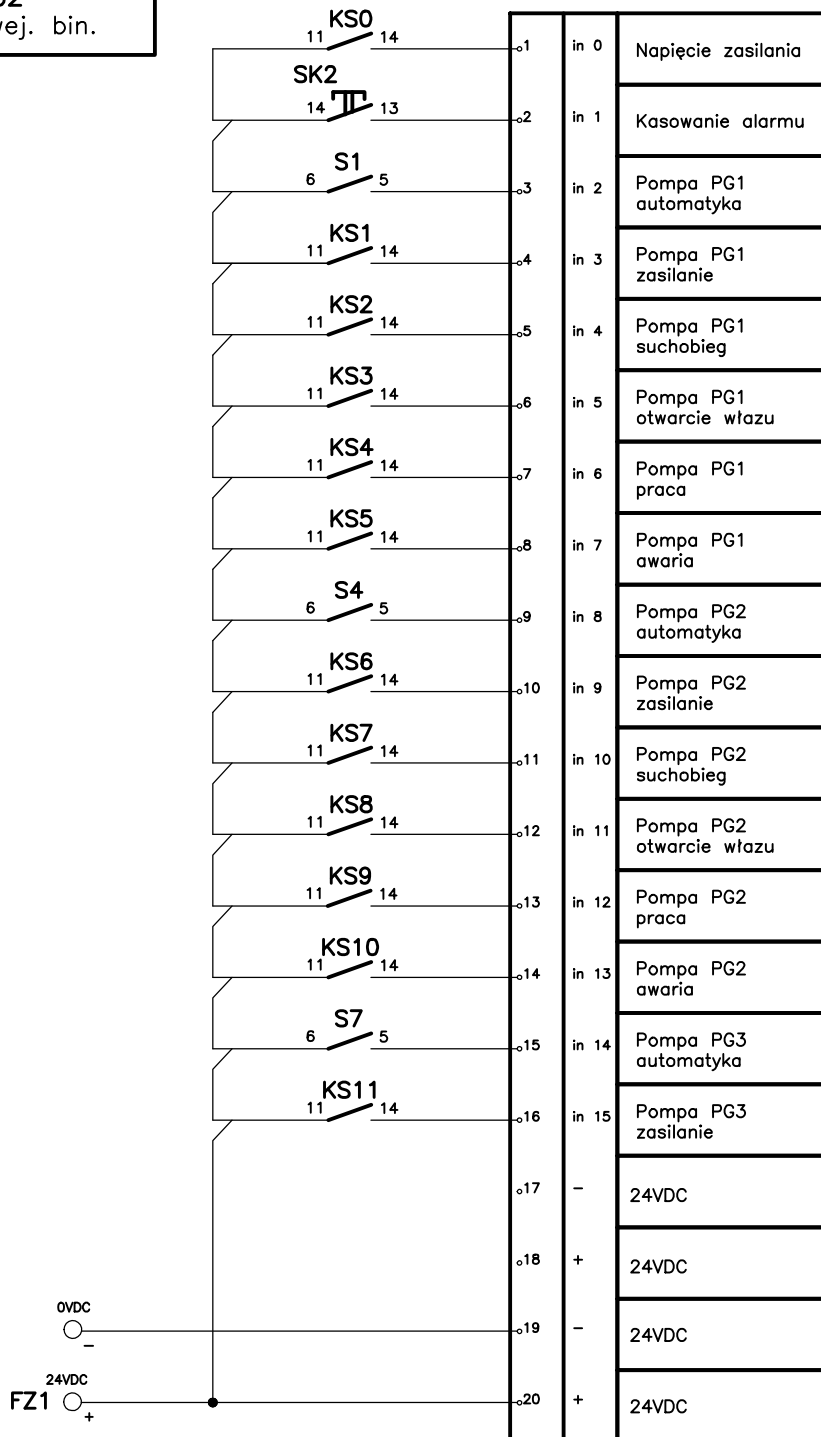 wej. bin.
KS0
11 14 1 in 0 Napięcie zasilania
SK2
14 13 2 in 1 Kasowanie alarmu
S1
6 5 3 in 2 Pompa PG1
automatyka
KS1
11 14 4 in 3 Pompa PG1
zasilanie
KS2
11 14 5 in 4 Pompa PG1
suchobieg
KS3
11 14 6 in 5 Pompa PG1
otwarcie włazu
KS4
11 14 7 in 6 Pompa PG1
praca
KS5
11 14 8 in 7 Pompa PG1
awaria
S4
6 5 9 in 8 Pompa PG2
automatyka
KS6
11 14 10 in 9 Pompa PG2
zasilanie
KS7
11 14 11 in 10 Pompa PG2
suchobieg
KS8
11 14 12 in 11 Pompa PG2
otwarcie włazu
KS9
11 14 13 in 12 Pompa PG2
praca
KS10
11 14 14 in 13 Pompa PG2
awaria
S7
6 5 15 in 14 Pompa PG3
automatyka
KS11
11 14 16 in 15 Pompa PG3
zasilanie
17 - 24VDC
18 + 24VDC
0VDC
- 19 - 24VDC
24VDC
FZ1 + 20 + 24VDC